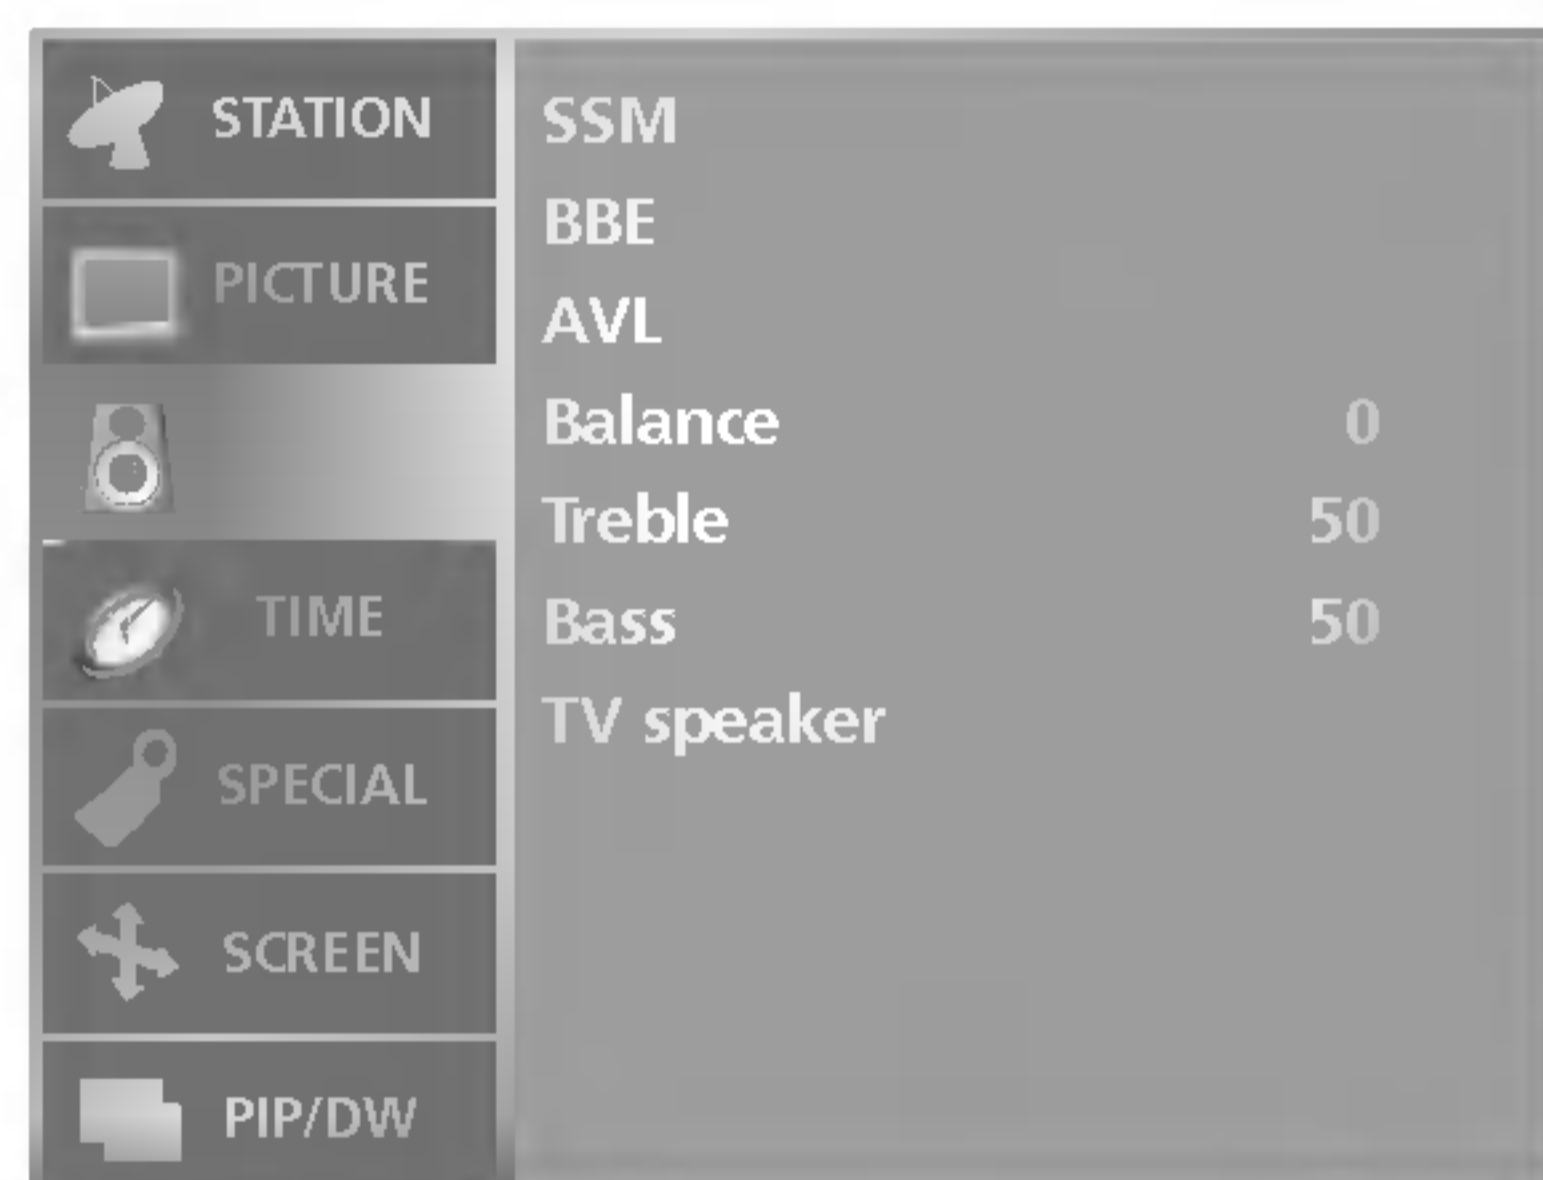 STATION
PICTURE
TIME
SPECIAL
SCREEN
PIP/DW
SSM
BBE
AVL
Balance 0
Treble 50
Bass 50
TV speaker